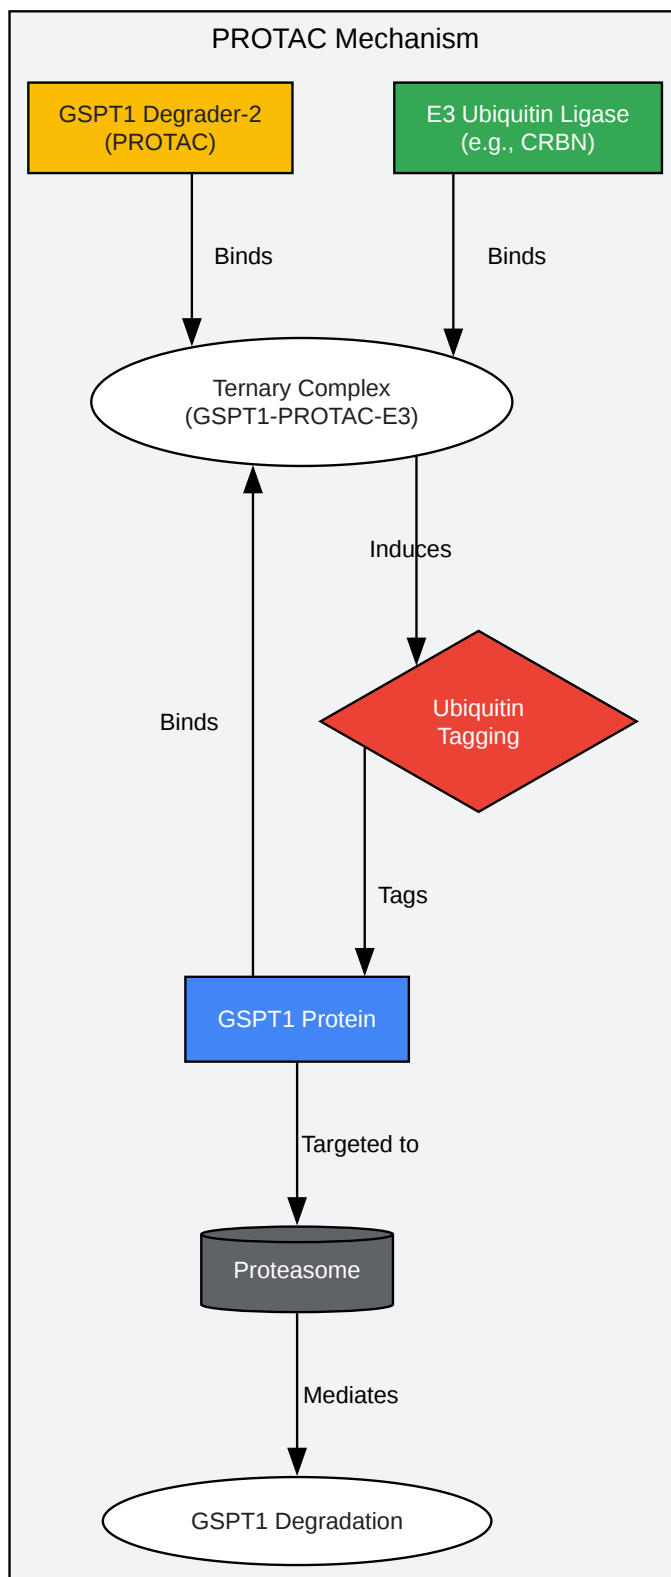 PROTAC Mechanism
GSPT1 Degrader-2
(PROTAC)
E3 Ubiquitin Ligase
(e.g., CRBN)
Binds
Binds
Ternary Complex
(GSPT1-PROTAC-E3)
Induces
Ubiquitin
Tagging
Binds
Tags
GSPT1 Protein
Targeted to
Proteasome
Mediates
GSPT1 Degradation